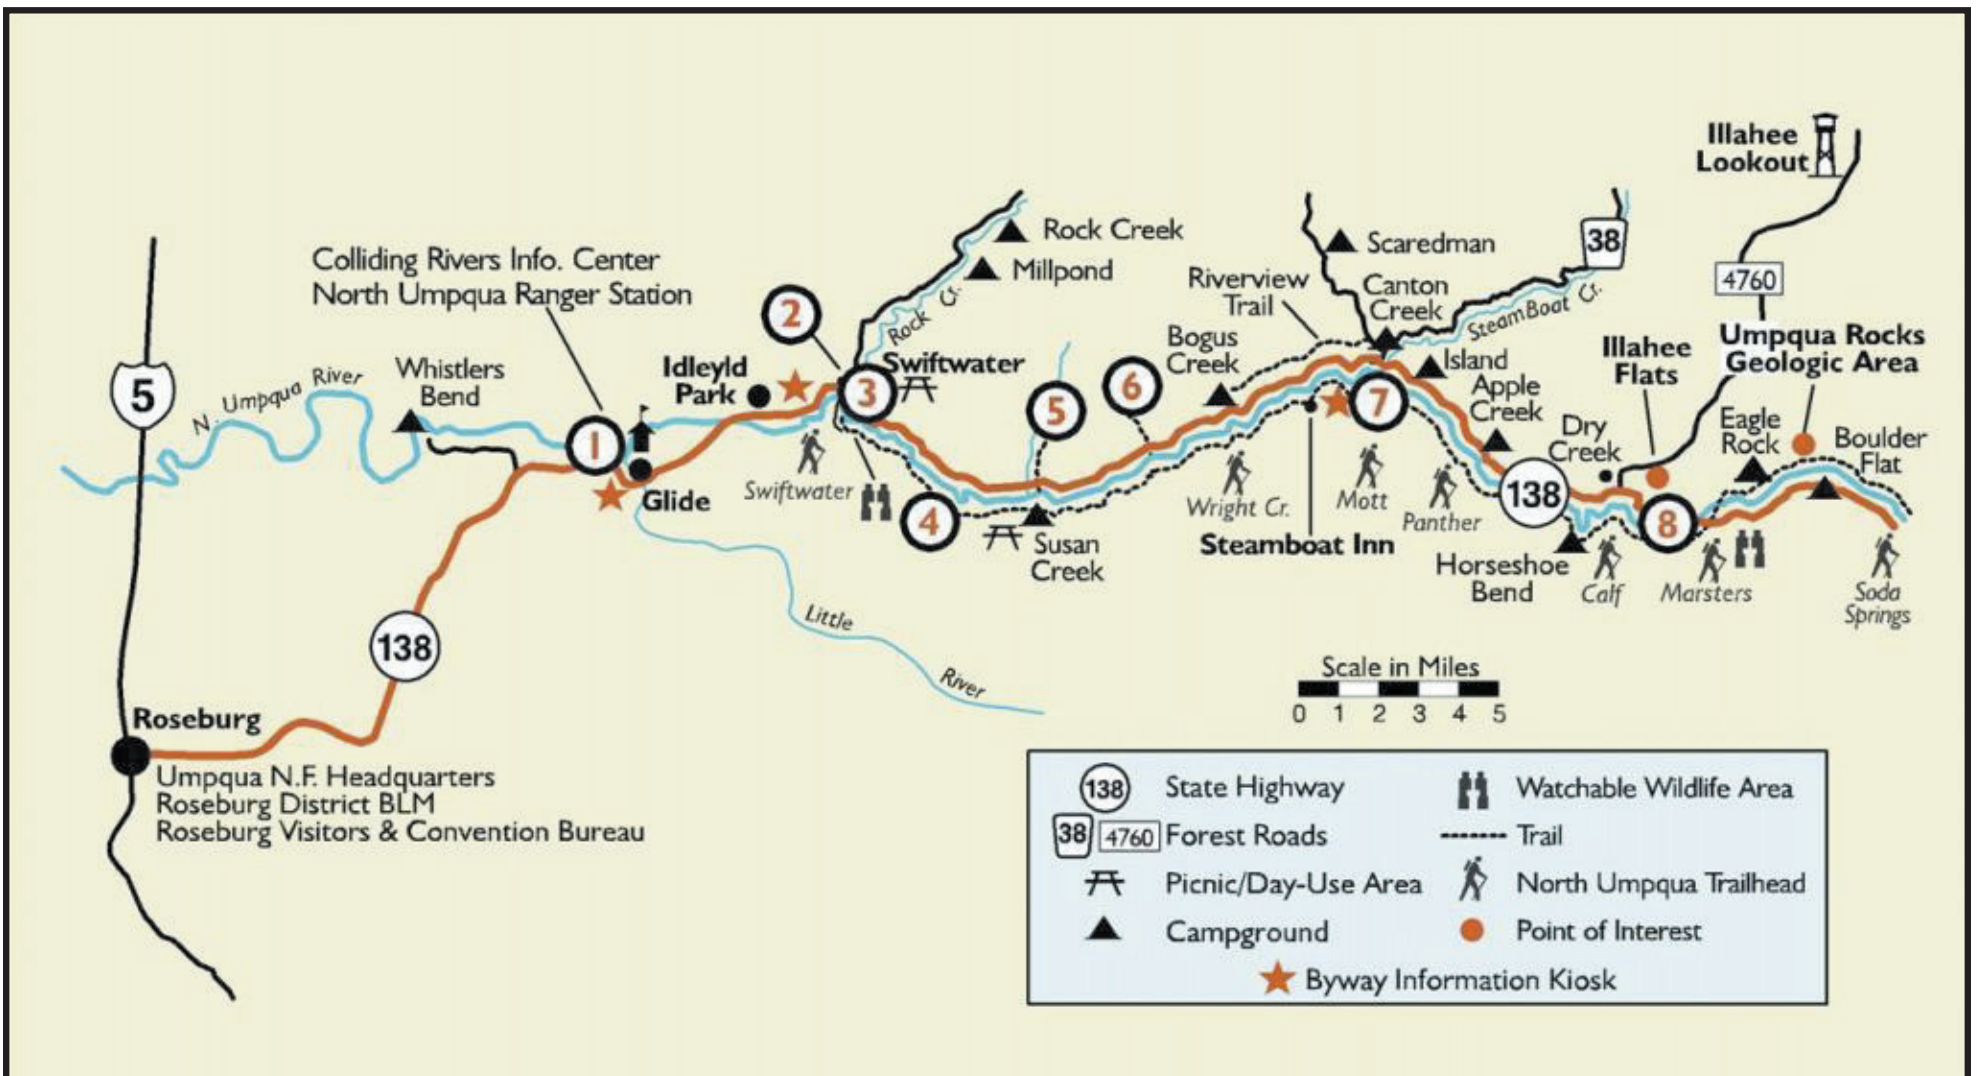 Illahee
Lookout
4760
38
Rock Creek
Millpond
Rock Cr.
Scaredman
Canton
Creek
SteamBoat Cr.
Riverview
Trail
Bogus
Creek
Colliding Rivers Info. Center
North Umpqua Ranger Station
5
N. Umpqua River
Whistlers
Bend
1
Glide
Idleyld
Park
2
3
Swiftwater
Swiftwater
4
5
6
Susan
Creek
Little
River
Wright Cr.
Steamboat Inn
7
Mott
Panther
Island
Apple
Creek
138
Dry
Creek
Illahee
Flats
Umpqua Rocks
Geologic Area
Eagle
Rock
Boulder
Flat
8
Horseshoe
Bend
Calf
Marsters
Soda
Springs
138
Roseburg
Umpqua N.F. Headquarters
Roseburg District BLM
Roseburg Visitors & Convention Bureau
Scale in Miles
0 1 2 3 4 5
138 State Highway
38 4760 Forest Roads
Picnic/Day-Use Area
Campground
Watchable Wildlife Area
Trail
North Umpqua Trailhead
Point of Interest
Byway Information Kiosk